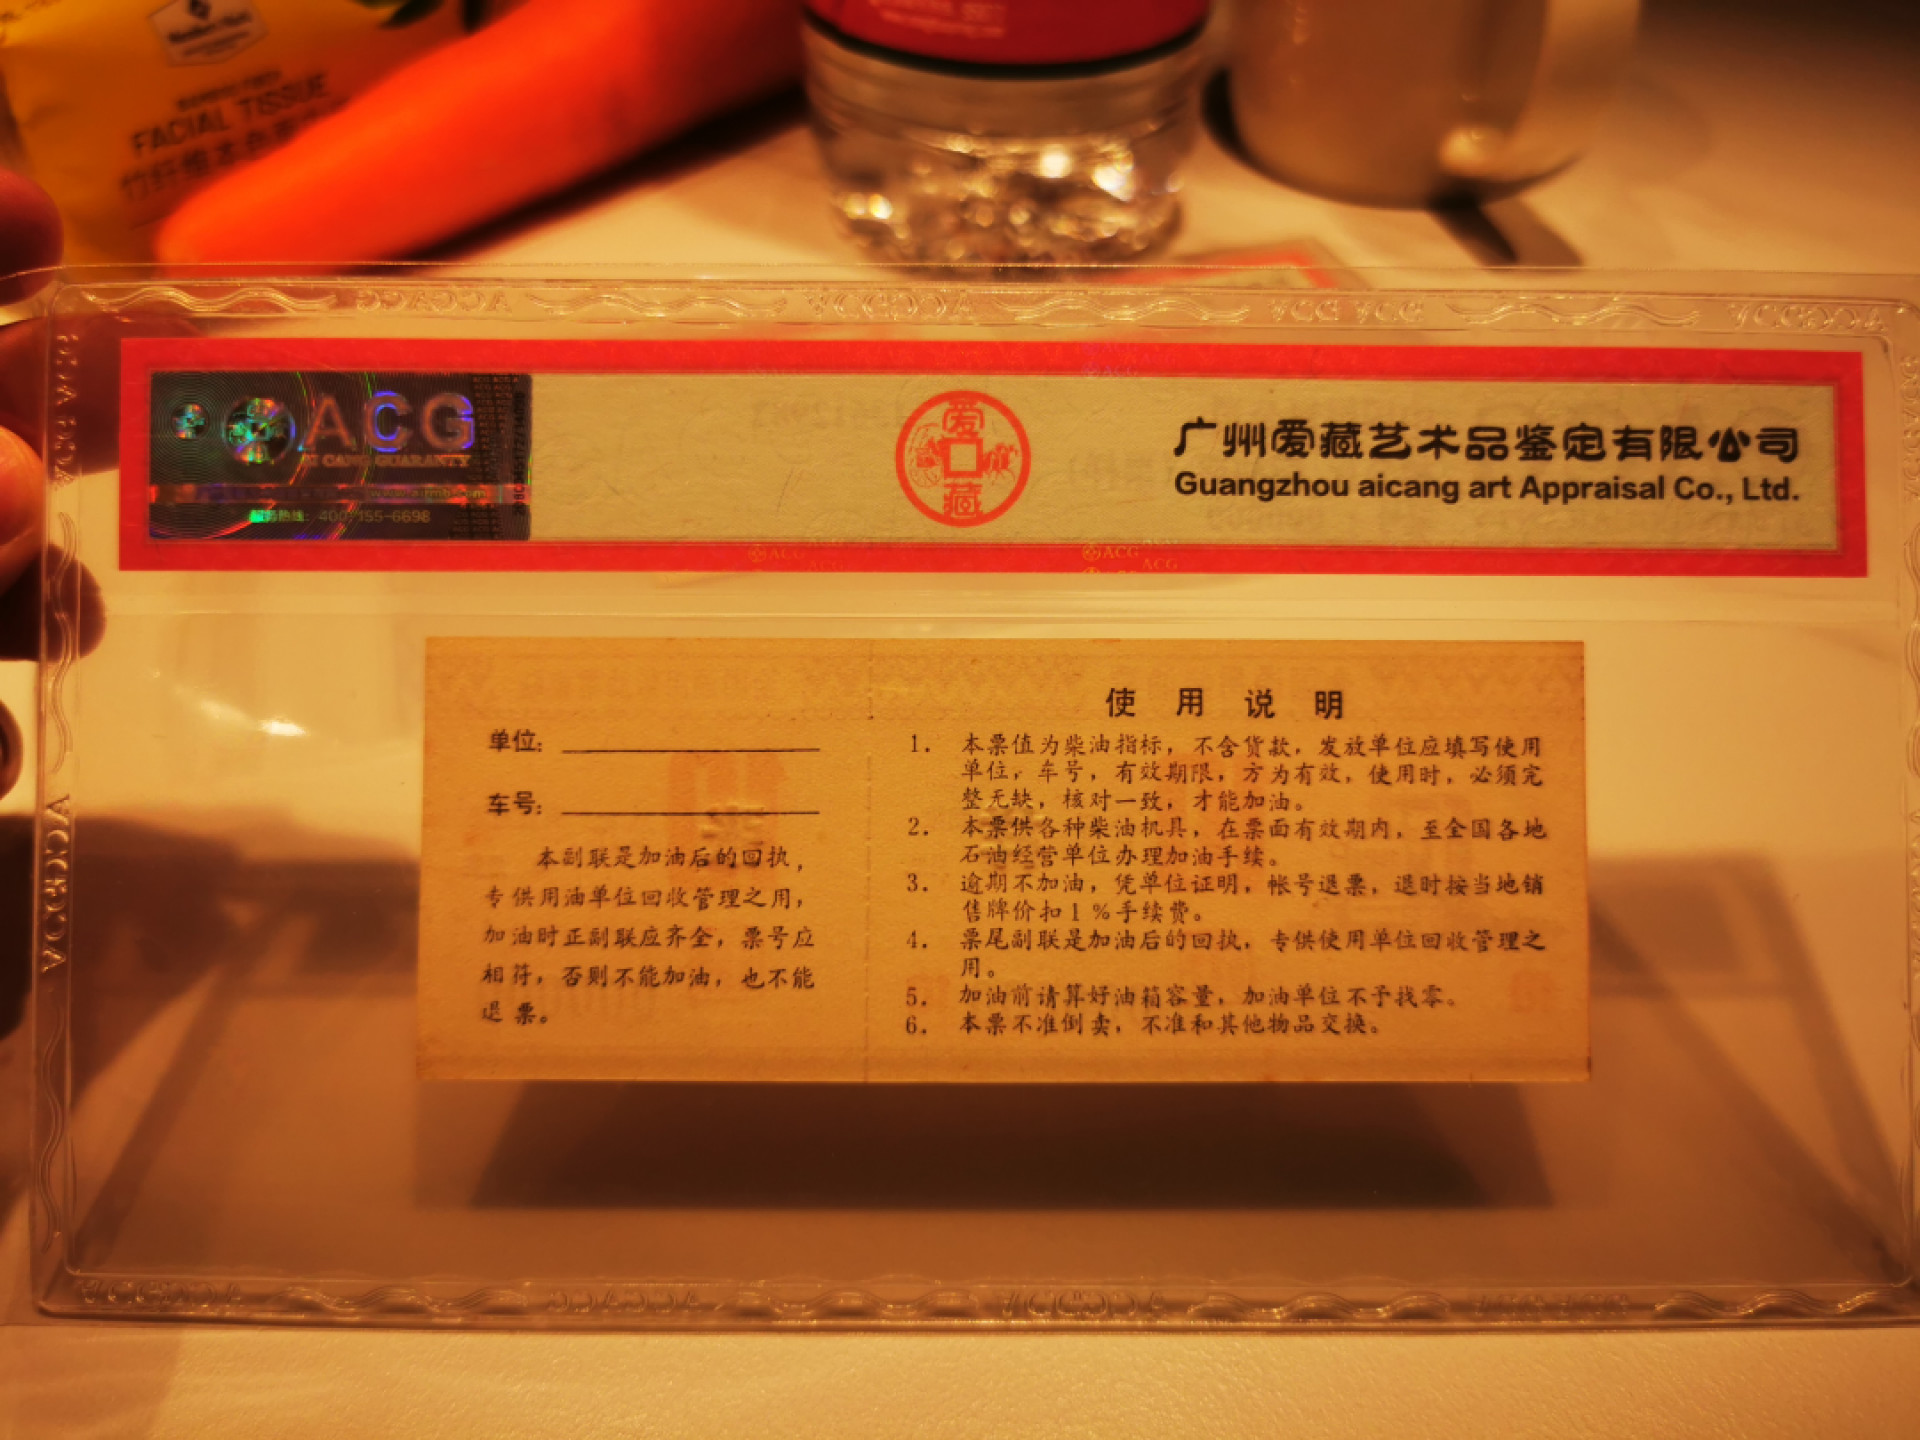 FACIAL TISSUE
ACG
AI CANG GUARANTY
服务热线：400-155-6698
爱
藏
广州爱藏艺术品鉴定有限公司
Guangzhou aicang art Appraisal Co., Ltd.
ACG
ACG
ACG
单位：
车号：
本副联是加油后的回执，
专供用油单位回收管理之用，
加油时正副联应齐全，票号应
相符，否则不能加油，也不能
退票。
使用说明
1. 本票值为柴油指标，不含货款，发放单位应填写使用
单位，车号，有效期限，方为有效，使用时，必须完
整无缺，核对一致，才能加油。
2. 本票供各种柴油机具，在票面有效期内，至全国各地
石油经营单位办理加油手续。
3. 逾期不加油，凭单位证明，帐号退票，退时按当地销
售牌价扣1％手续费。
4. 票尾副联是加油后的回执，专供使用单位回收管理之
用。
5. 加油前请算好油箱容量，加油单位不予找零。
6. 本票不准倒卖，不准和其他物品交换。